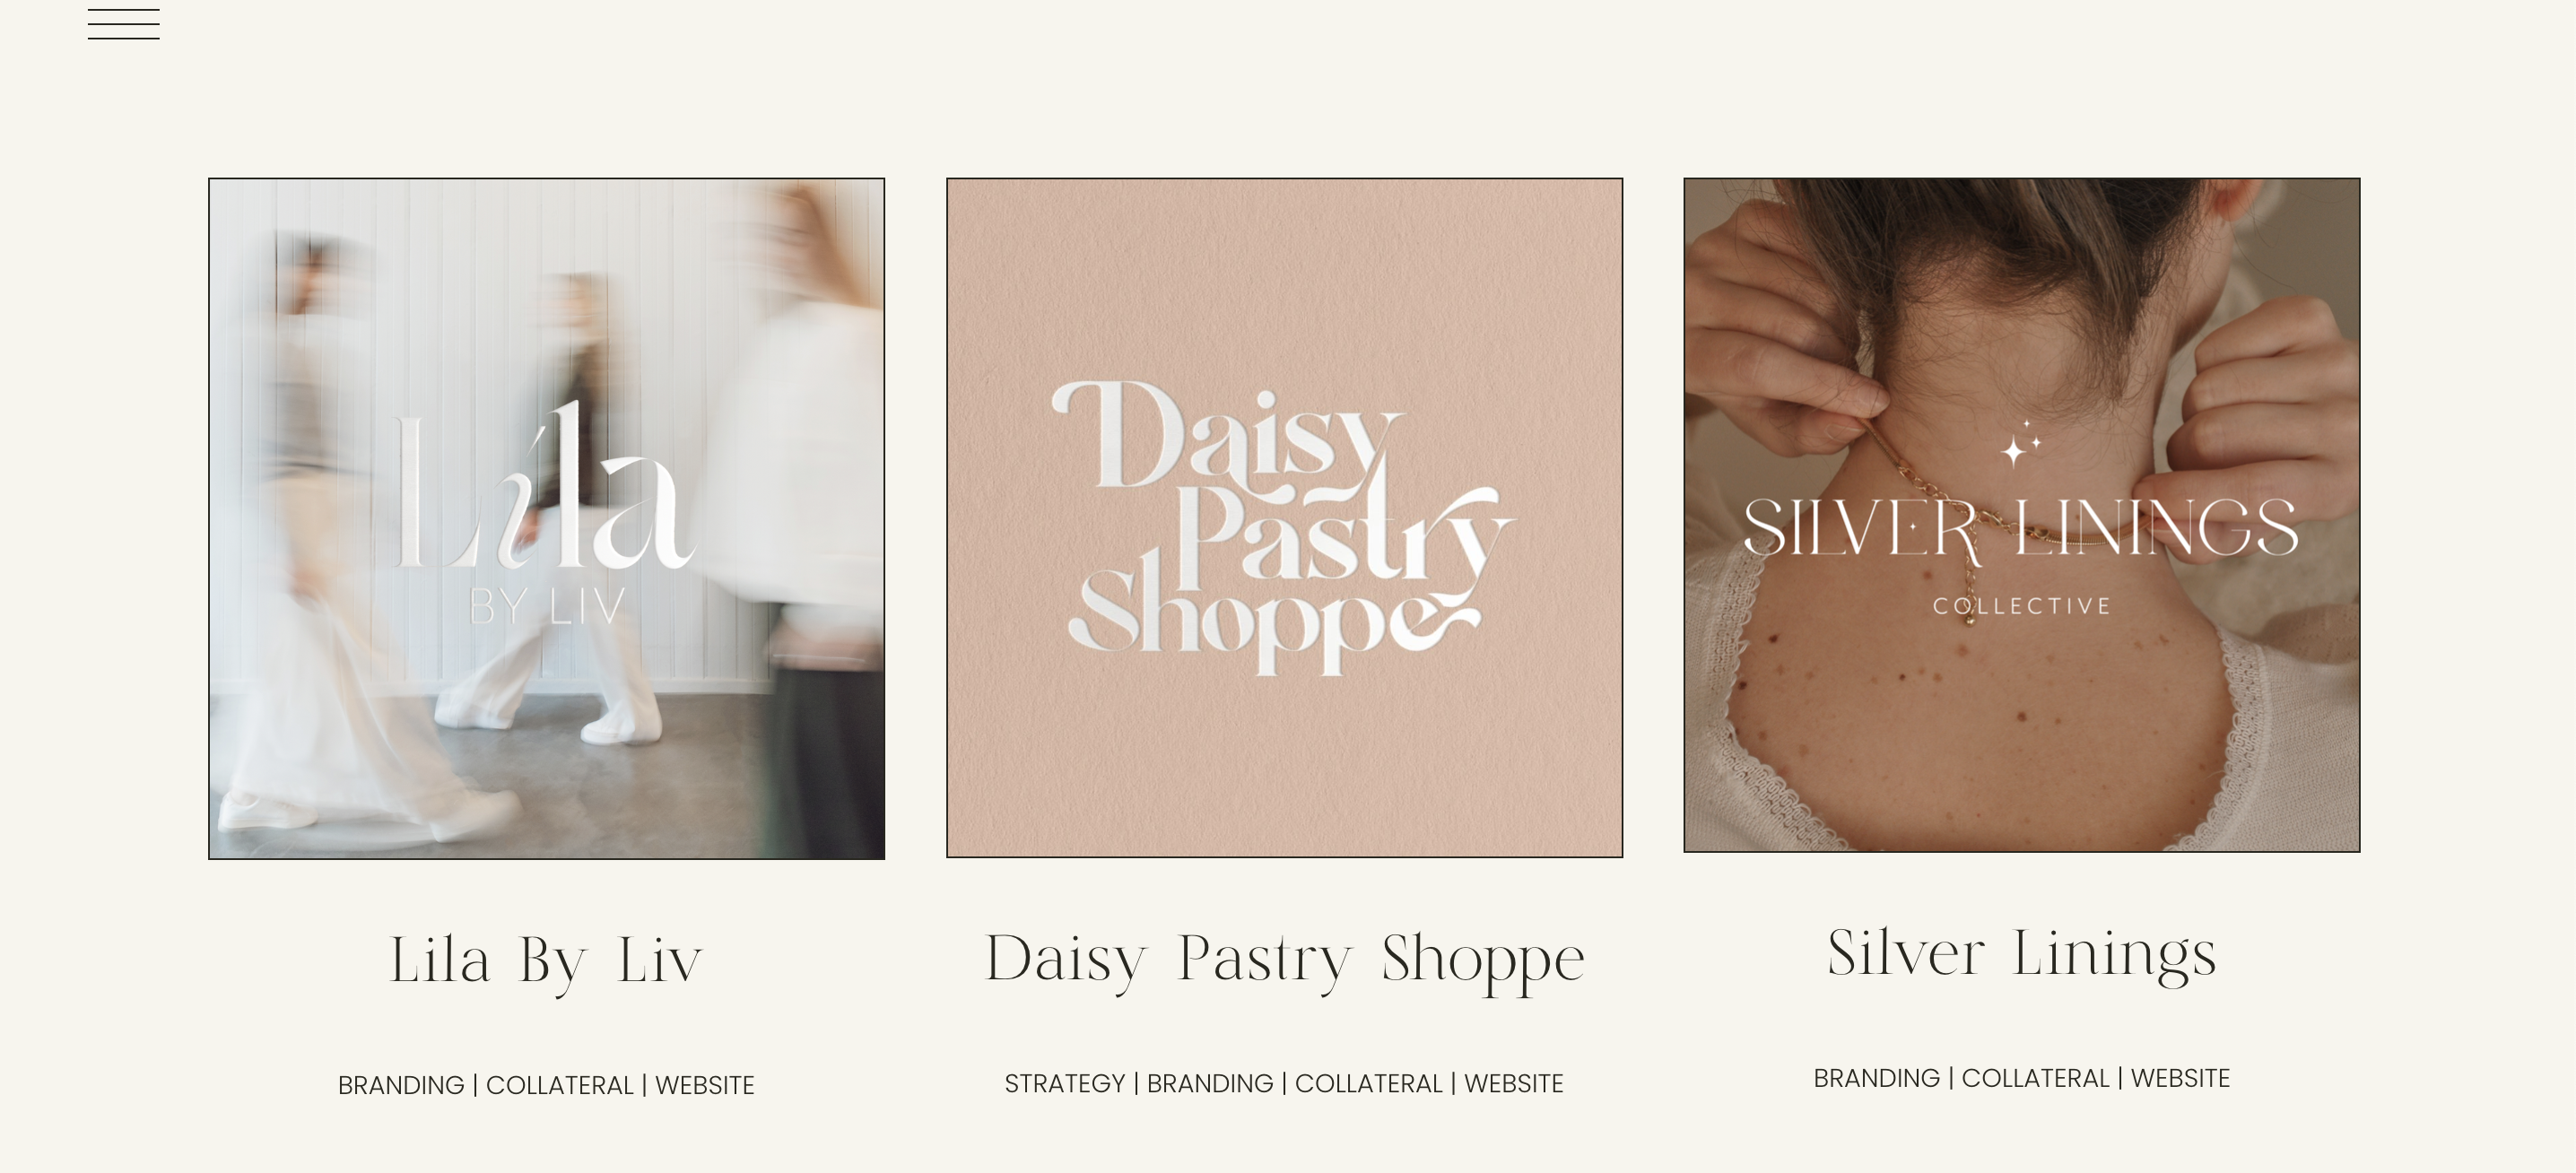 Lila
BY LIV
Daisy
Pastry
Shoppe
SILVER LININGS
COLLECTIVE
Lila By Liv
Daisy Pastry Shoppe
Silver Linings
BRANDING | COLLATERAL | WEBSITE
STRATEGY | BRANDING | COLLATERAL | WEBSITE
BRANDING | COLLATERAL | WEBSITE